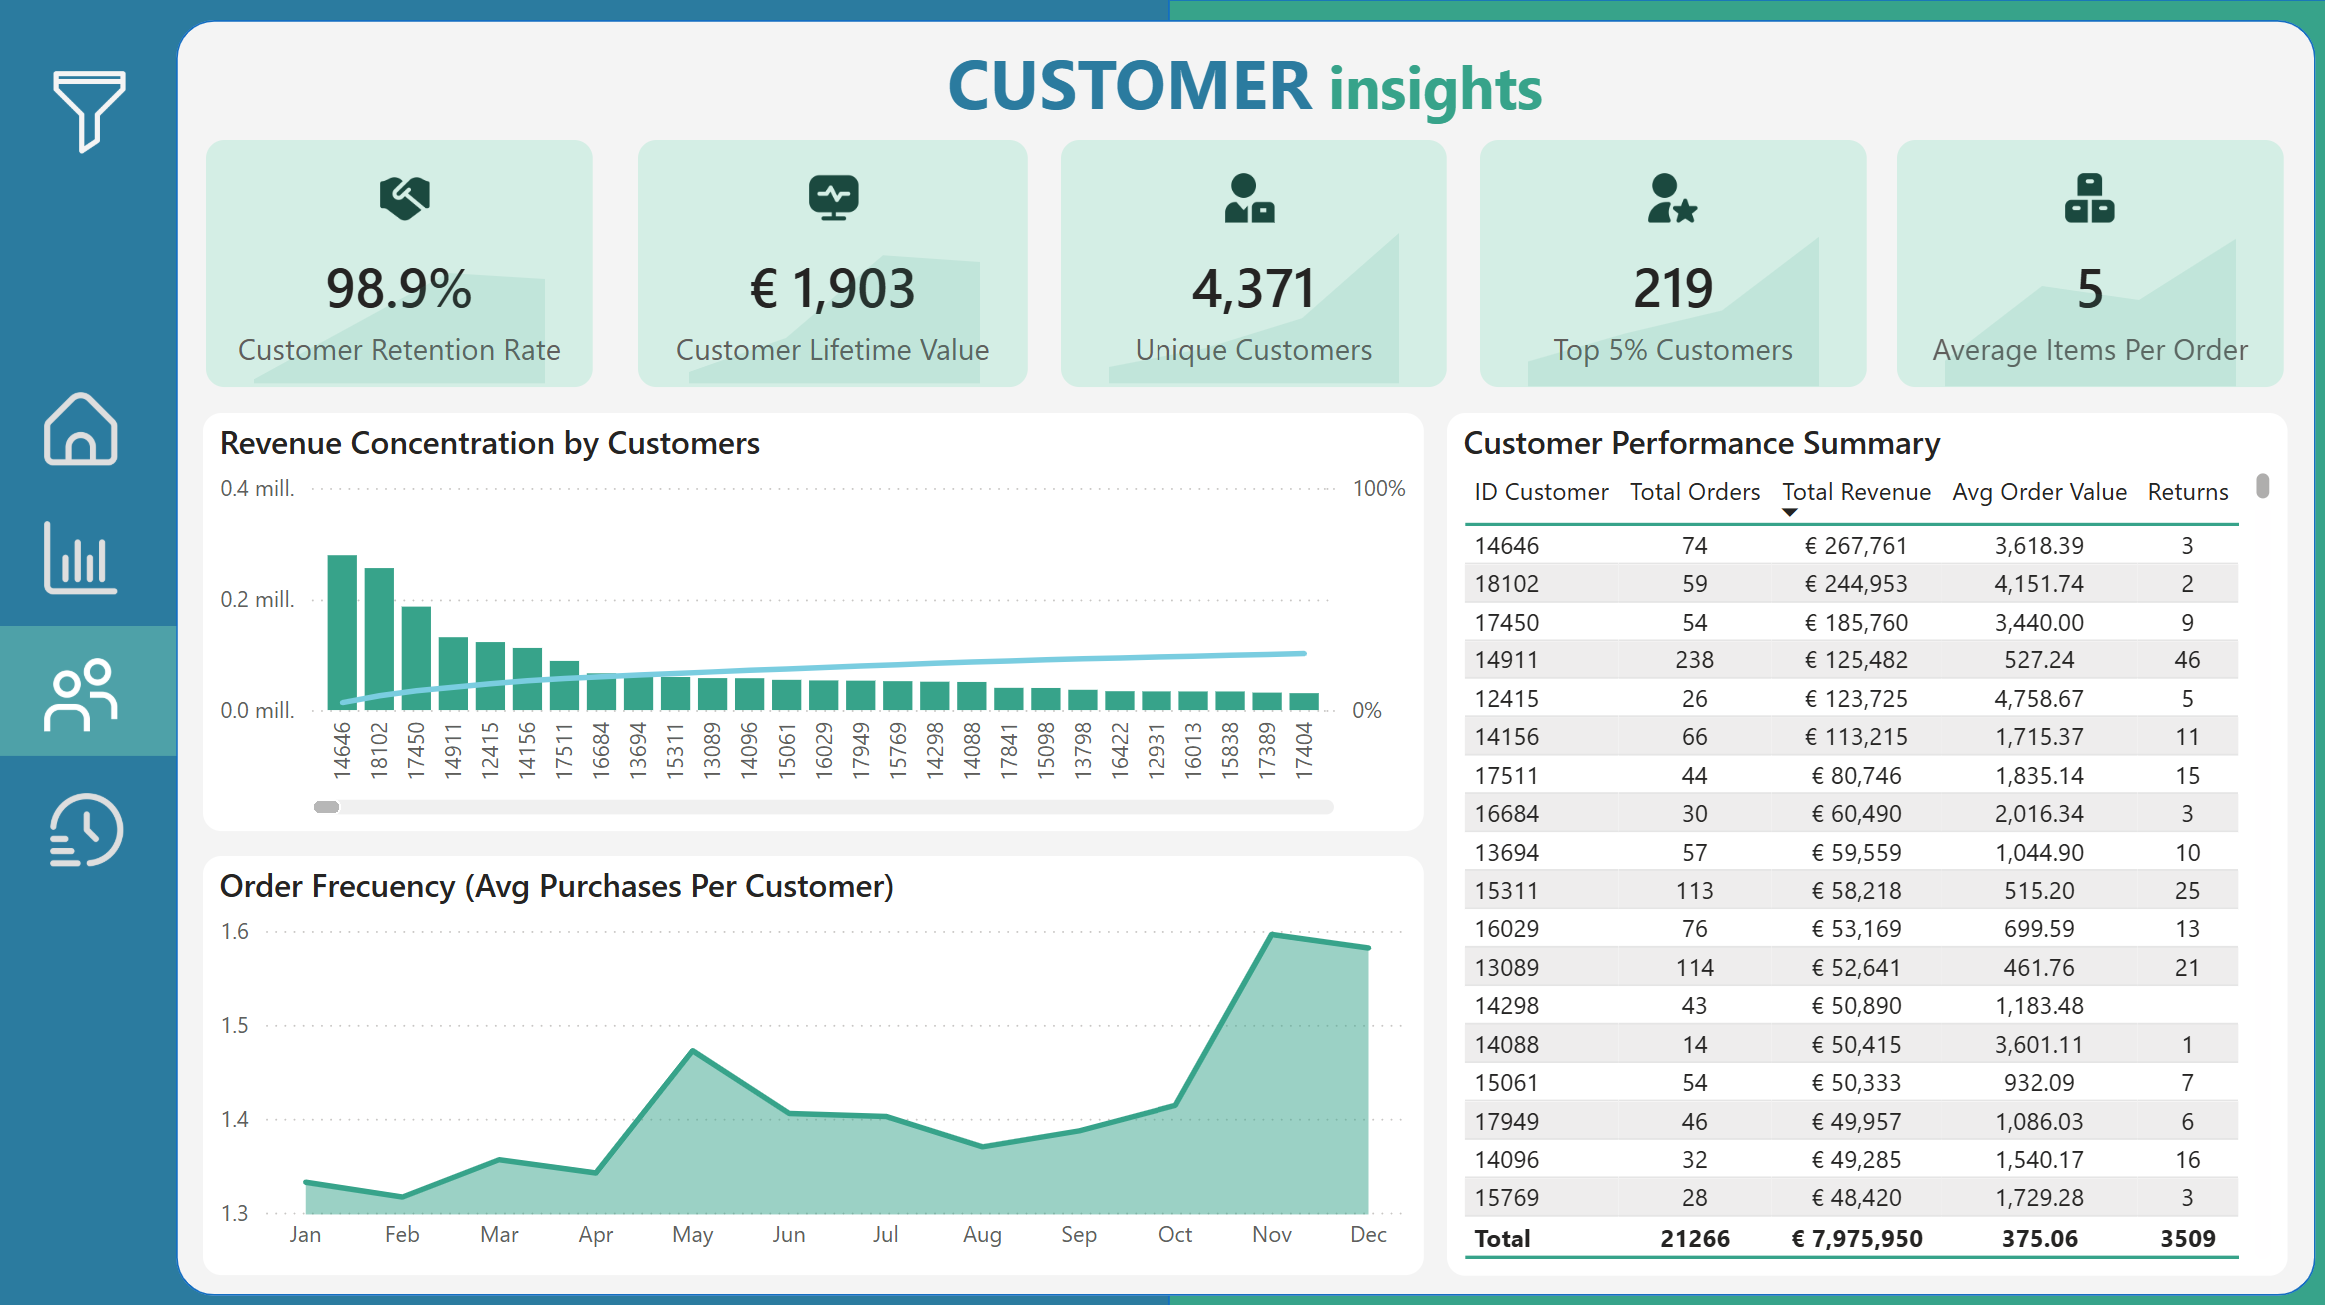 CUSTOMER insights
98.9%
Customer Retention Rate
€ 1,903
Customer Lifetime Value
4,371
Unique Customers
219
Top 5% Customers
5
Average Items Per Order
Revenue Concentration by Customers
0.4 mill.
0.2 mill.
0.0 mill.
100%
0%
14646
18102
17450
14911
12415
14156
17511
16684
13694
15311
13089
14096
15061
16029
17949
15769
14298
14088
17841
15098
13798
16422
12931
16013
15838
17389
17404
Order Frecuency (Avg Purchases Per Customer)
1.6
1.5
1.4
1.3
Jan Feb Mar Apr May Jun Jul Aug Sep Oct Nov Dec
Customer Performance Summary
ID Customer Total Orders Total Revenue Avg Order Value Returns
14646 74 € 267,761 3,618.39 3
18102 59 € 244,953 4,151.74 2
17450 54 € 185,760 3,440.00 9
14911 238 € 125,482 527.24 46
12415 26 € 123,725 4,758.67 5
14156 66 € 113,215 1,715.37 11
17511 44 € 80,746 1,835.14 15
16684 30 € 60,490 2,016.34 3
13694 57 € 59,559 1,044.90 10
15311 113 € 58,218 515.20 25
16029 76 € 53,169 699.59 13
13089 114 € 52,641 461.76 21
14298 43 € 50,890 1,183.48
14088 14 € 50,415 3,601.11 1
15061 54 € 50,333 932.09 7
17949 46 € 49,957 1,086.03 6
14096 32 € 49,285 1,540.17 16
15769 28 € 48,420 1,729.28 3
Total 21266 € 7,975,950 375.06 3509